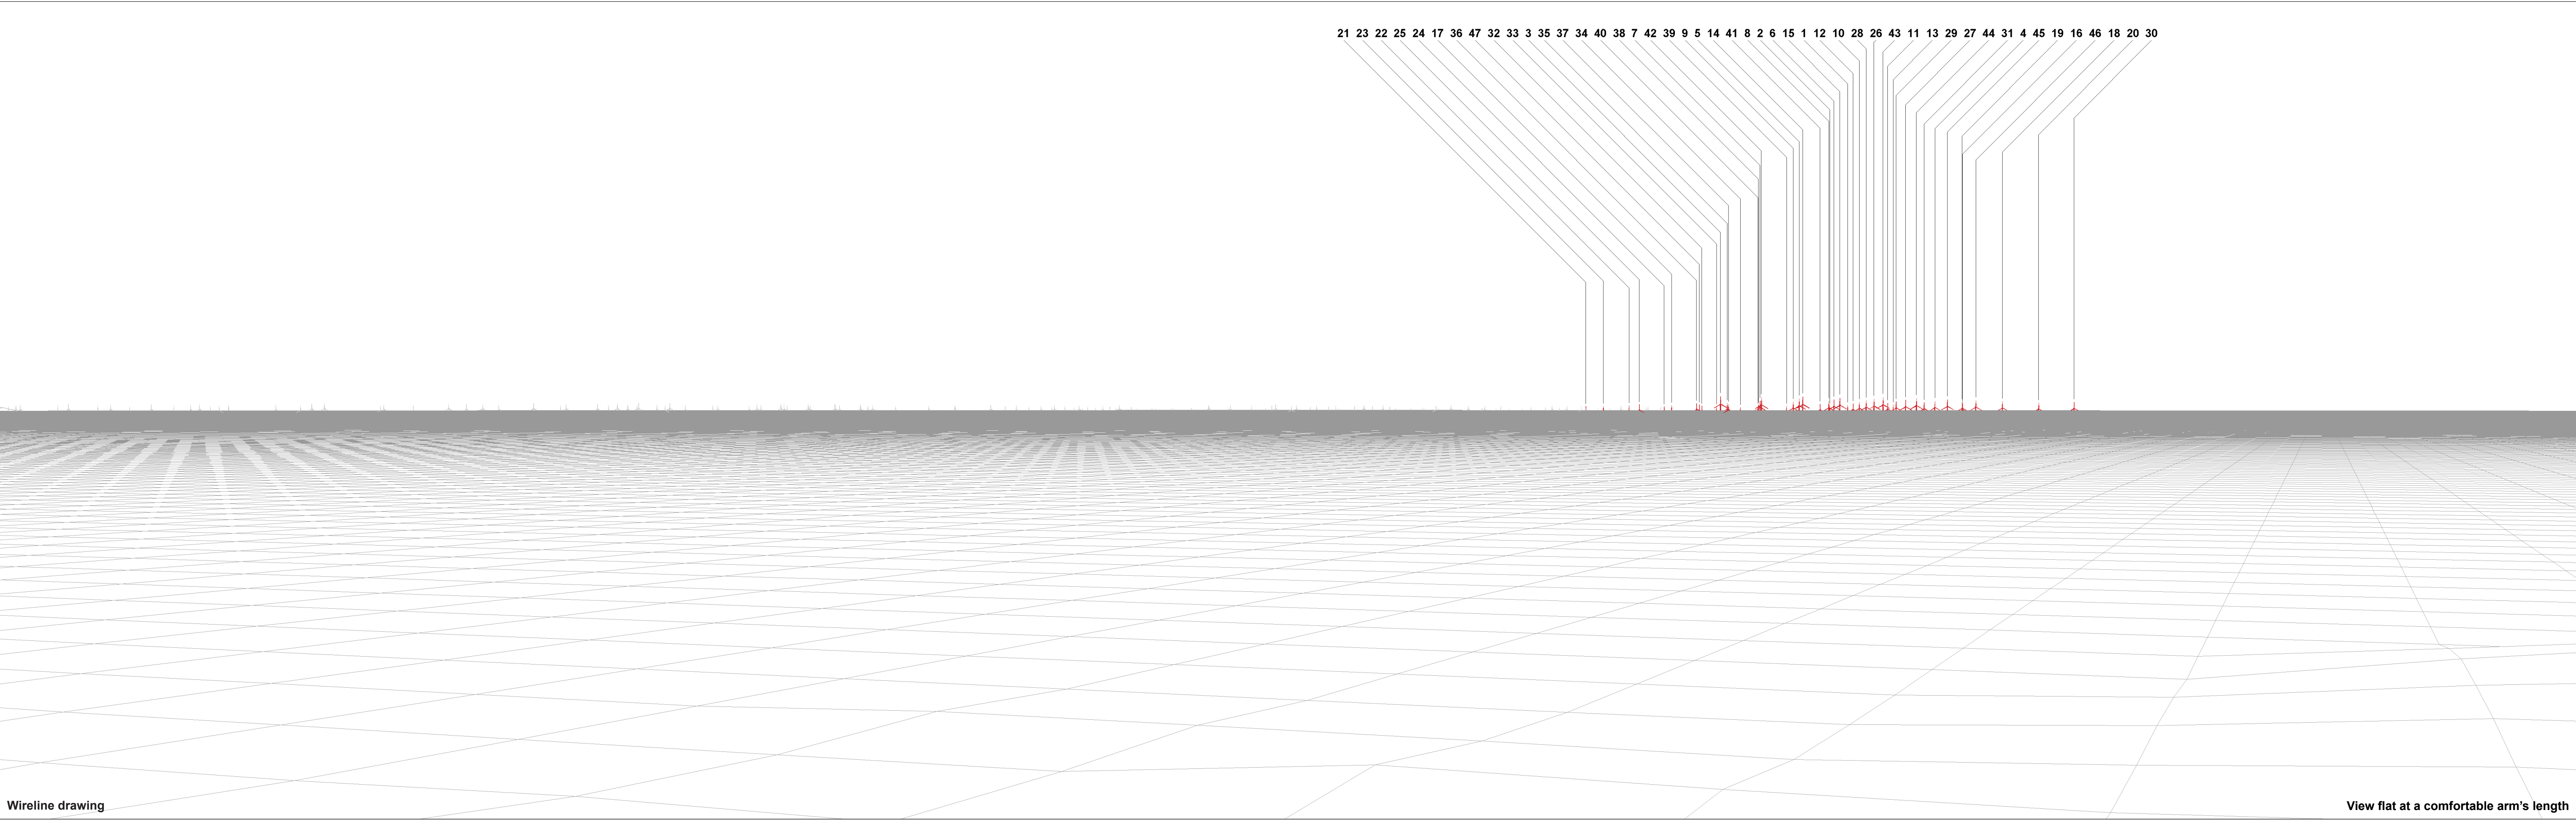 21 23 22 25 24 17 36 47 32 33 3 35 37 34 40 38 7 42 39 9 5 14 41 8 2 6 15 1 12 10 28 26 43 11 13 29 27 44 31 4 45 19 16 46 18 20 30
Wireline drawing
View flat at a comfortable arm's length